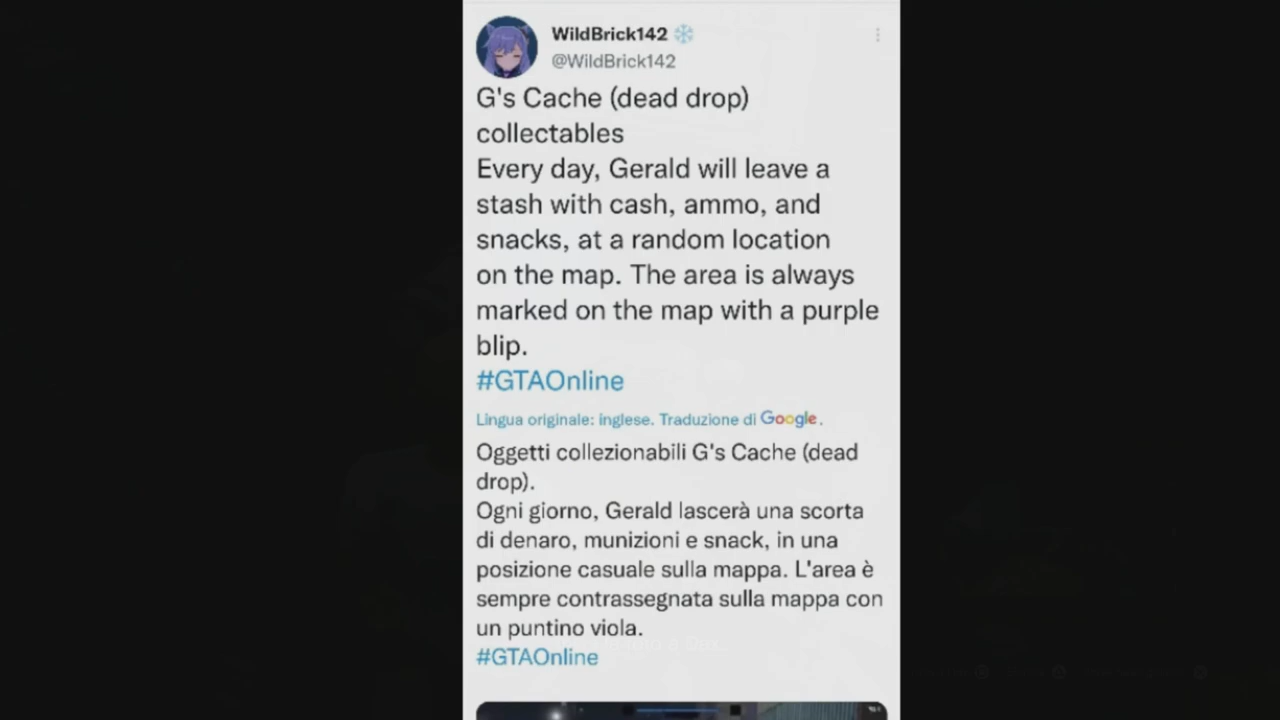 WildBrick142
@WildBrick142
G's Cache (dead drop)
collectables
Every day, Gerald will leave a
stash with cash, ammo, and
snacks, at a random location
on the map. The area is always
marked on the map with a purple
blip.
#GTAOnline
Lingua originale: inglese. Traduzione di Google.
Oggetti collezionabili G's Cache (dead
drop).
Ogni giorno, Gerald lascerà una scorta
di denaro, munizioni e snack, in una
posizione casuale sulla mappa. L'area è
sempre contrassegnata sulla mappa con
un puntino viola.
#GTAOnline